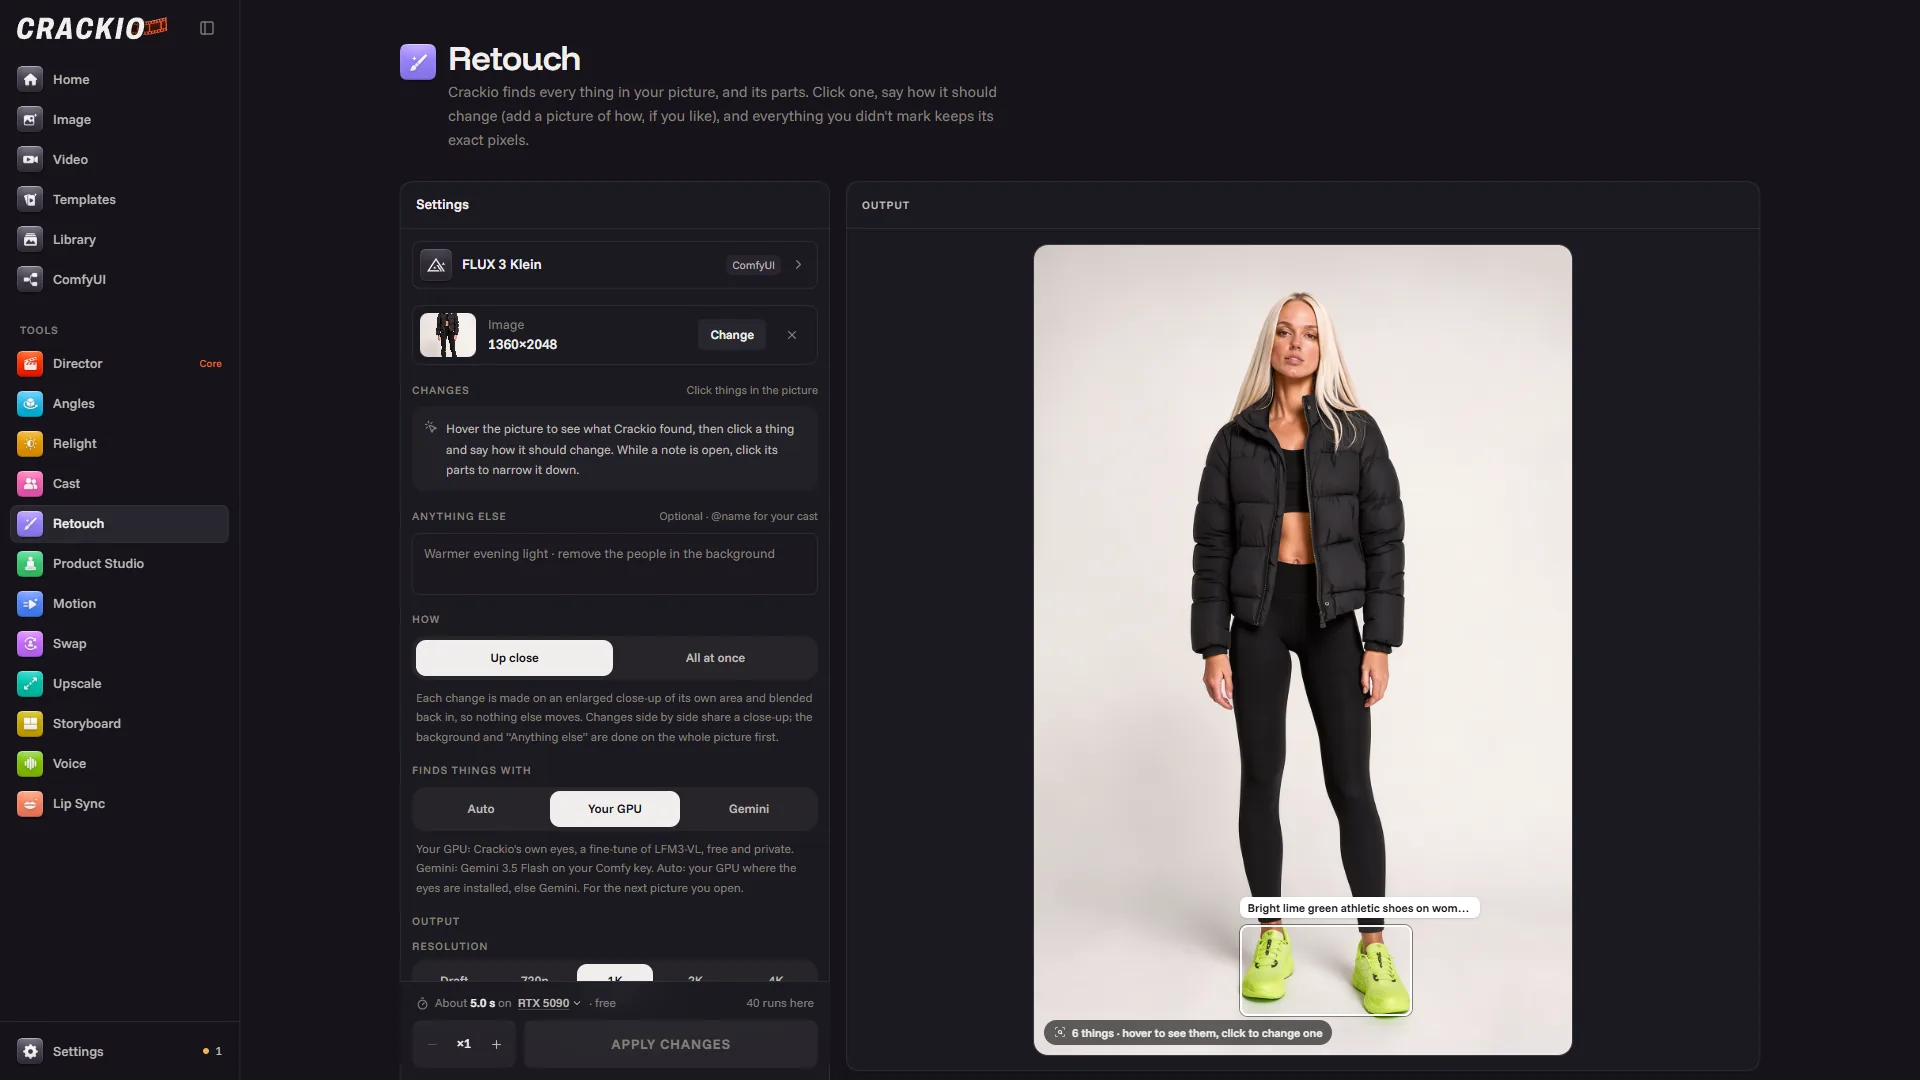 CRACKIO
Home
Image
Video
Templates
Library
ComfyUI
TOOLS
Director
Core
Angles
Relight
Cast
Retouch
Product Studio
Motion
Swap
Upscale
Storyboard
Voice
Lip Sync
Settings
1
Retouch
Crackio finds every thing in your picture, and its parts. Click one, say how it should
change (add a picture of how, if you like), and everything you didn't mark keeps its
exact pixels.
Settings
FLUX 3 Klein
ComfyUI
Image
1360×2048
Change
CHANGES
Click things in the picture
Hover the picture to see what Crackio found, then click a thing
and say how it should change. While a note is open, click its
parts to narrow it down.
ANYTHING ELSE
Optional · @name for your cast
Warmer evening light · remove the people in the background
HOW
Up close
All at once
Each change is made on an enlarged close-up of its own area and blended
back in, so nothing else moves. Changes side by side share a close-up; the
background and "Anything else" are done on the whole picture first.
FINDS THINGS WITH
Auto
Your GPU
Gemini
Your GPU: Crackio's own eyes, a fine-tune of LFM3-VL, free and private.
Gemini: Gemini 3.5 Flash on your Comfy key. Auto: your GPU where the
eyes are installed, else Gemini. For the next picture you open.
OUTPUT
RESOLUTION
Draft
720p
1K
2K
4K
About 5.0 s on RTX 5090 · free
40 runs here
×1
APPLY CHANGES
OUTPUT
Bright lime green athletic shoes on wom...
6 things · hover to see them, click to change one